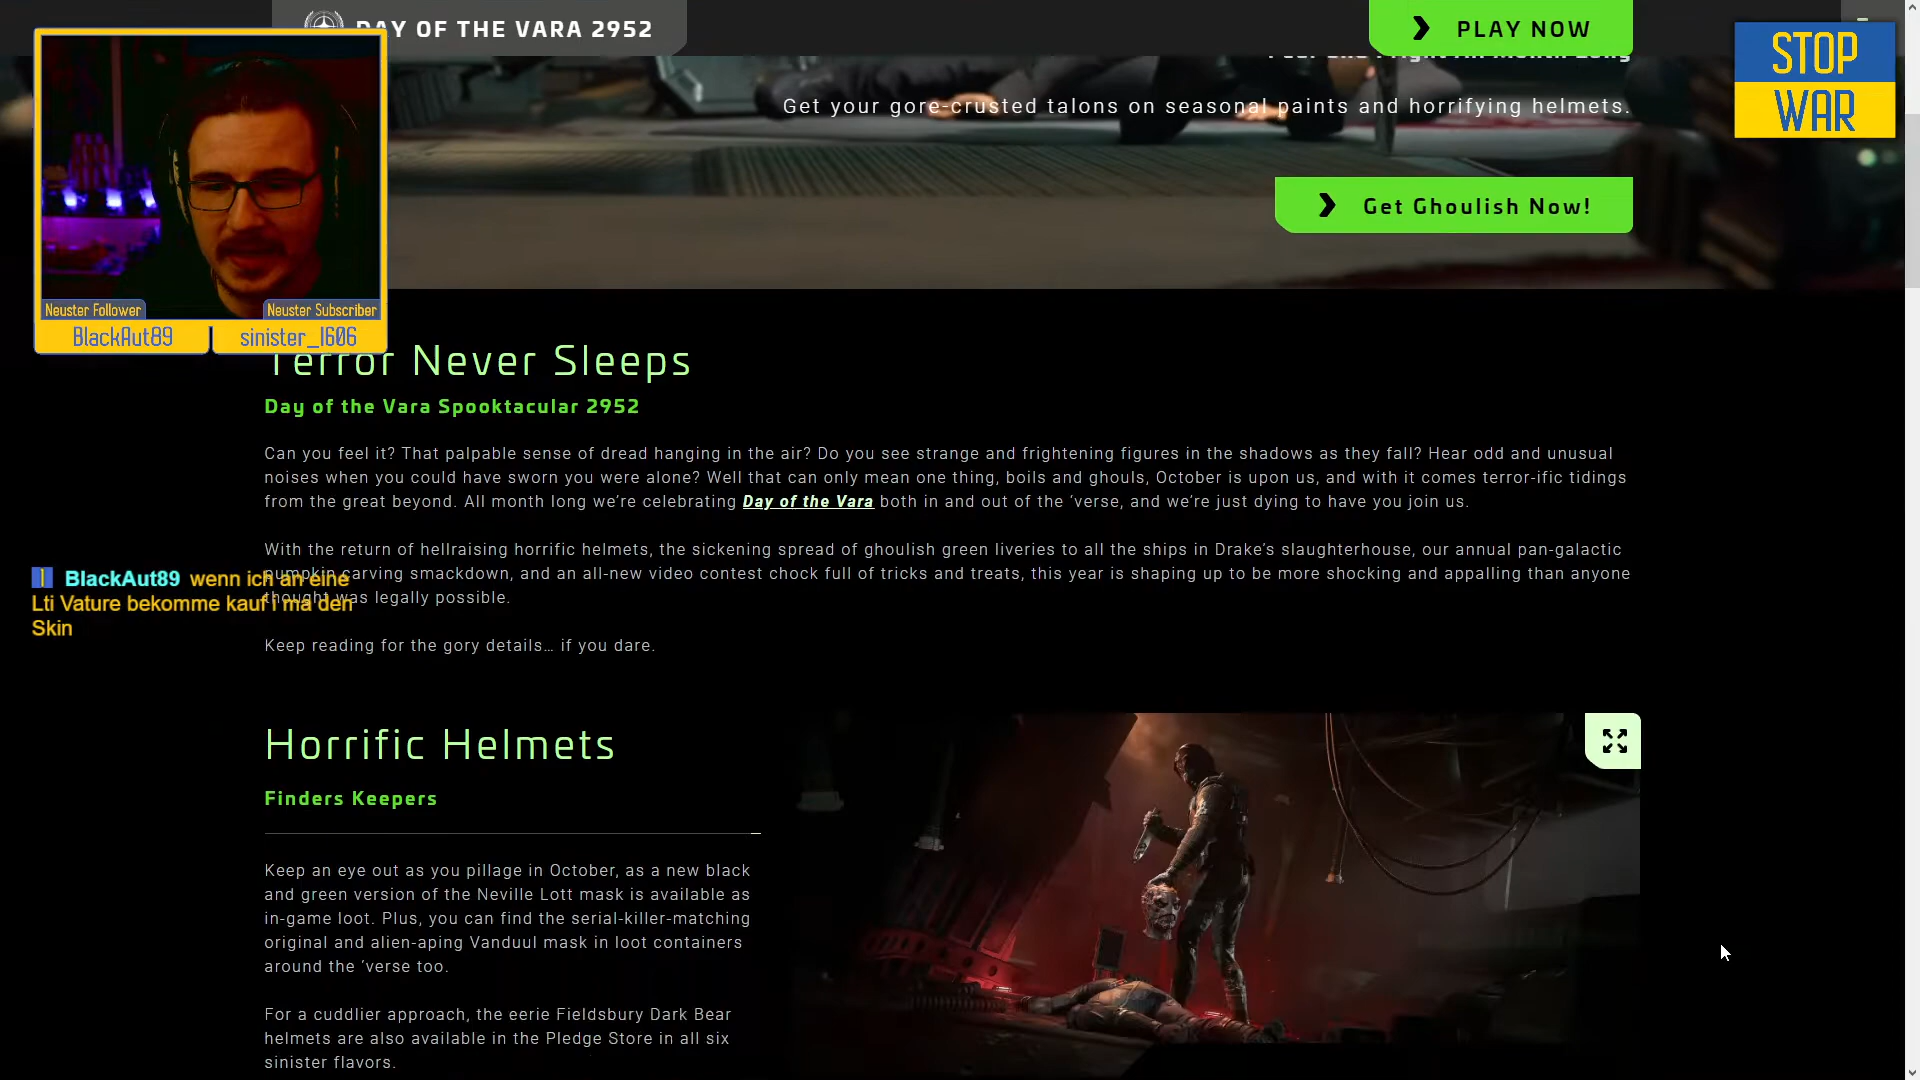 DAY OF THE VARA 2952
PLAY NOW
STOP
WAR
Get your gore-crusted talons on seasonal paints and horrifying helmets.
Get Ghoulish Now!
Neuster Follower
Neuster Subscriber
BlackAut89
sinister_1606
Terror Never Sleeps
Day of the Vara Spooktacular 2952
Can you feel it? That palpable sense of dread hanging in the air? Do you see strange and frightening figures in the shadows as they fall? Hear odd and unusual
noises when you could have sworn you were alone? Well that can only mean one thing, boils and ghouls, October is upon us, and with it comes terror-ific tidings
from the great beyond. All month long we’re celebrating Day of the Vara both in and out of the ‘verse, and we’re just dying to have you join us.
With the return of hellraising horrific helmets, the sickening spread of ghoulish green liveries to all the ships in Drake’s slaughterhouse, our annual pan-galactic
pumpkin carving smackdown, and an all-new video contest chock full of tricks and treats, this year is shaping up to be more shocking and appalling than anyone
thought was legally possible.
BlackAut89 wenn ich an eine
Lti Vature bekomme kauf i ma den
Skin
Keep reading for the gory details… if you dare.
Horrific Helmets
Finders Keepers
Keep an eye out as you pillage in October, as a new black
and green version of the Neville Lott mask is available as
in-game loot. Plus, you can find the serial-killer-matching
original and alien-aping Vanduul mask in loot containers
around the ’verse too.
For a cuddlier approach, the eerie Fieldsbury Dark Bear
helmets are also available in the Pledge Store in all six
sinister flavors.